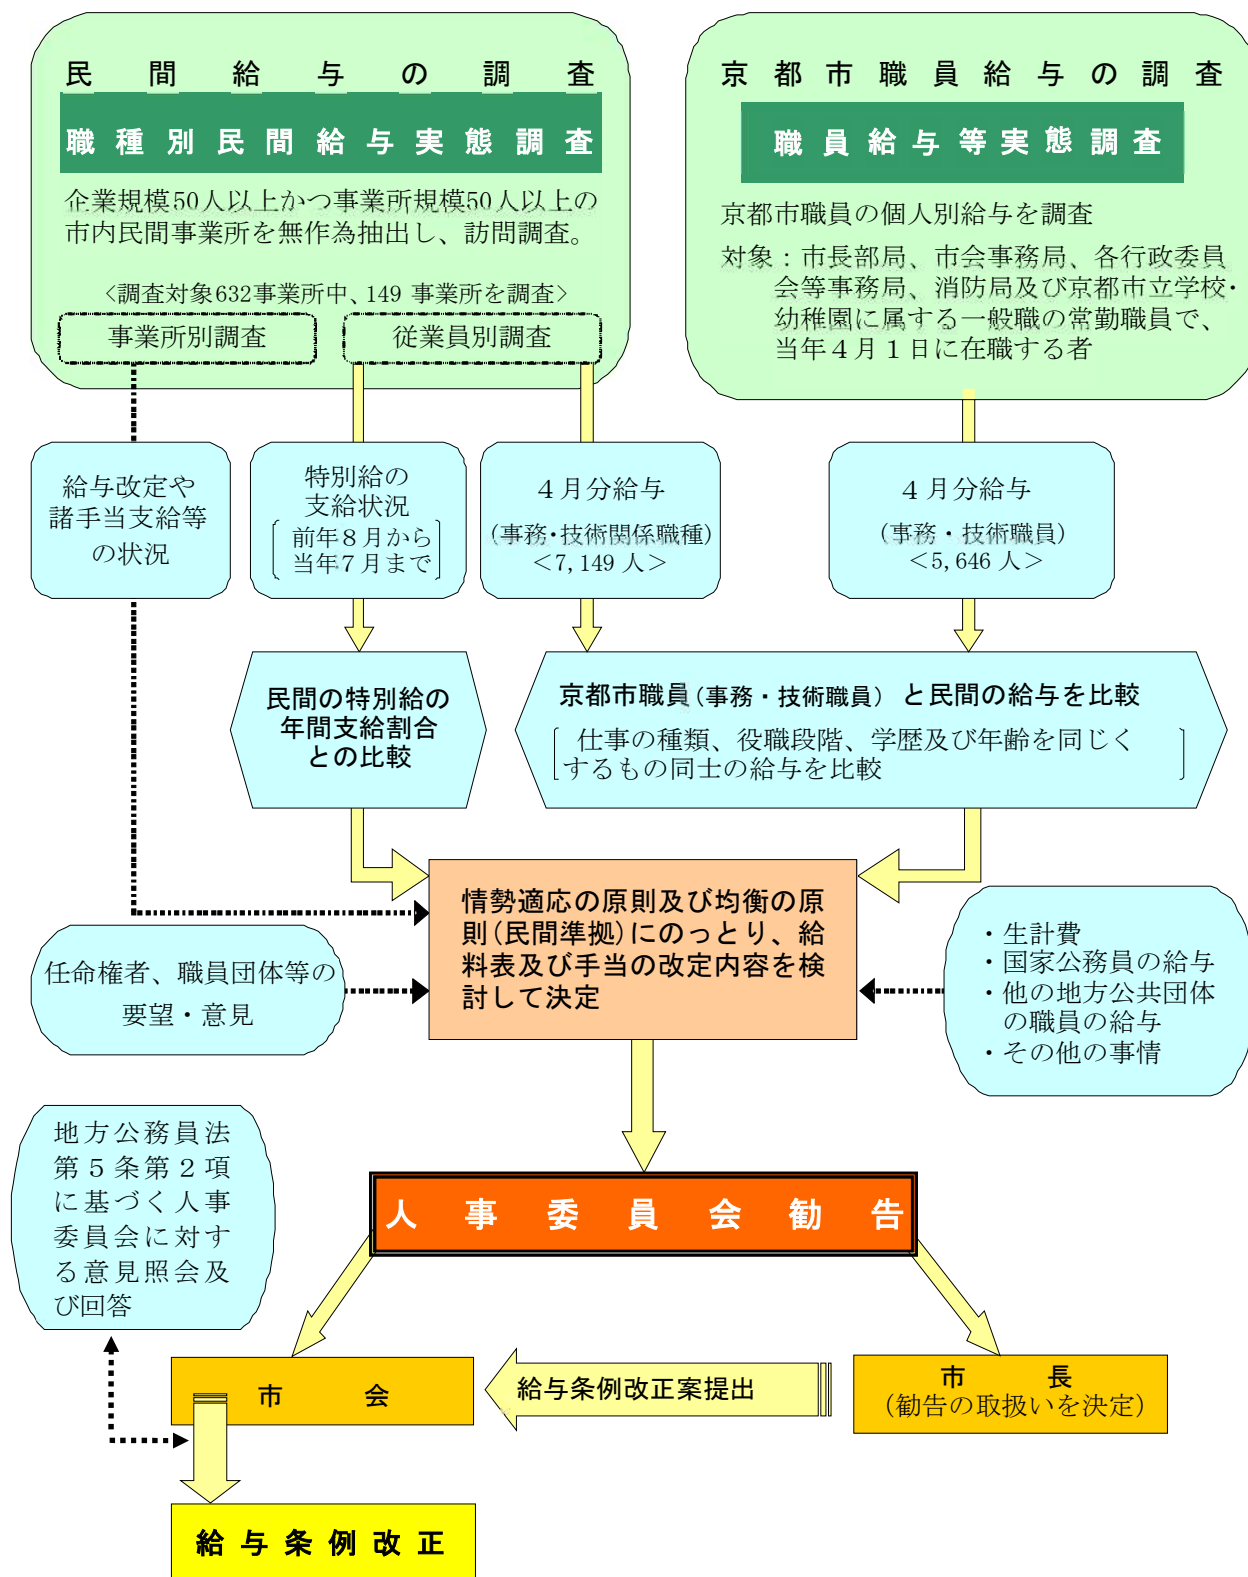 民間給与の調査
職種別民間給与実態調査
企業規模50人以上かつ事業所規模50人以上の
市内民間事業所を無作為抽出し、訪問調査。
<調査対象632事業所中、149 事業所を調査>
事業所別調査
従業員別調査
京都市職員給与の調査
職員給与等実態調査
京都市職員の個人別給与を調査
対象：市長部局、市会事務局、各行政委員
会等事務局、消防局及び京都市立学校・
幼稚園に属する一般職の常勤職員で、
当年４月１日に在職する者
給与改定や
諸手当支給等
の状況
特別給の
支給状況
前年８月から
当年７月まで
４月分給与
(事務・技術関係職種)
＜7,149 人＞
４月分給与
(事務・技術職員)
＜5,646 人＞
民間の特別給の
年間支給割合
との比較
京都市職員(事務・技術職員) と民間の給与を比較
仕事の種類、役職段階、学歴及び年齢を同じく
するもの同士の給与を比較
情勢適応の原則及び均衡の原
則(民間準拠)にのっとり、給
料表及び手当の改定内容を検
討して決定
任命権者、職員団体等の
要望・意見
・生計費
・国家公務員の給与
・他の地方公共団体
の職員の給与
・その他の事情
地方公務員法
第５条第２項
に基づく人事
委員会に対す
る意見照会及
び回答
人事委員会勧告
市会
給与条例改正案提出
市長
（勧告の取扱いを決定）
給与条例改正